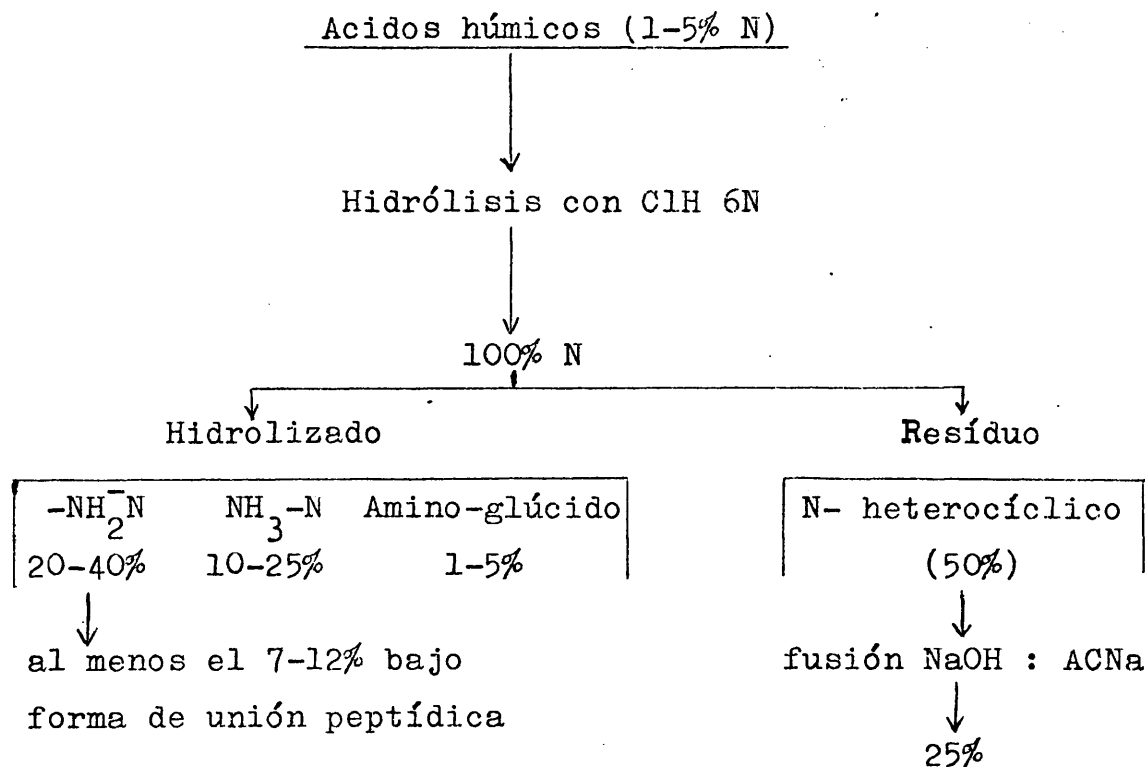 Acidos húmicos (1-5% N)
Hidrólisis con ClH 6N
100% N
Hidrolizado Resíduo
-NH2-N NH3-N Amino-glúcido N- heterocíclico
20-40% 10-25% 1-5% (50%)
al menos el 7-12% bajo fusión NaOH : ACNa
forma de unión peptídica
25%